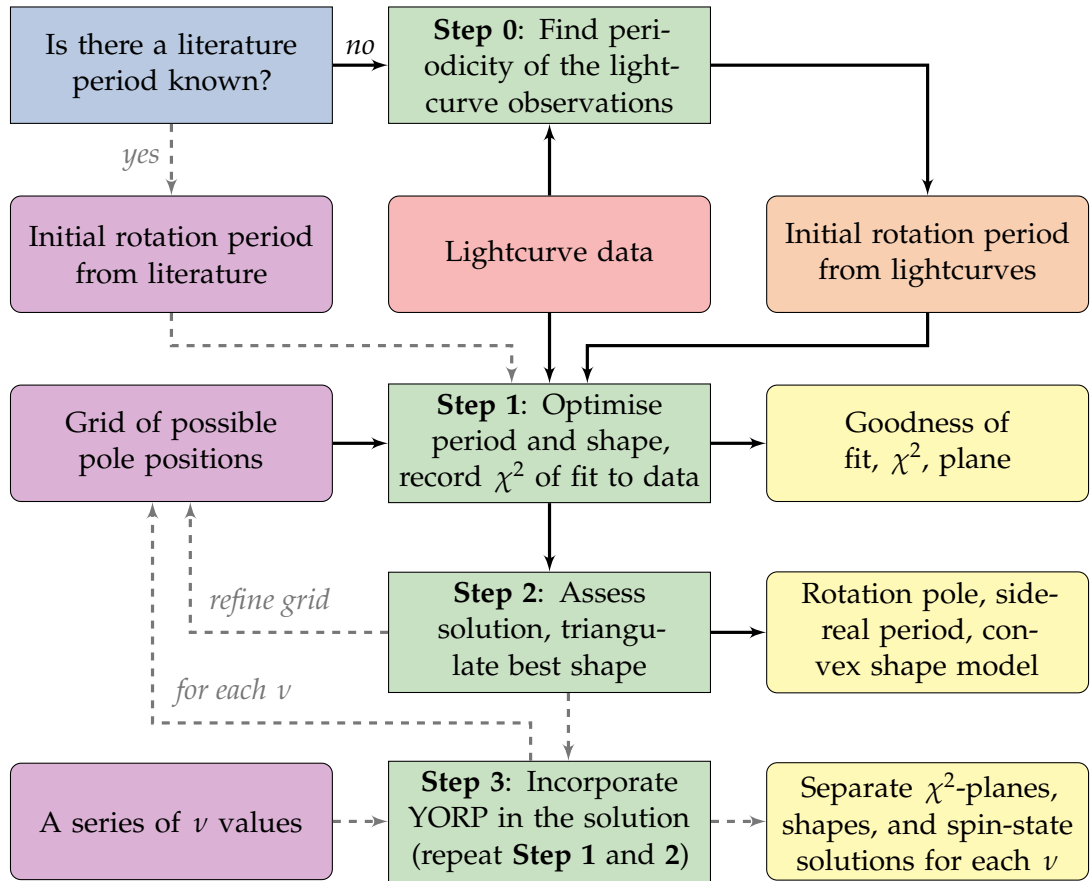 Is there a literature
period known?
no
Step 0: Find peri-
odicity of the light-
curve observations
yes
Initial rotation period
from literature
Lightcurve data
Initial rotation period
from lightcurves
Grid of possible
pole positions
Step 1: Optimise
period and shape,
record χ² of fit to data
Goodness of
fit, χ², plane
refine grid
Step 2: Assess
solution, triangu-
late best shape
Rotation pole, side-
real period, con-
vex shape model
for each ν
A series of ν values
Step 3: Incorporate
YORP in the solution
(repeat Step 1 and 2)
Separate χ²-planes,
shapes, and spin-state
solutions for each ν